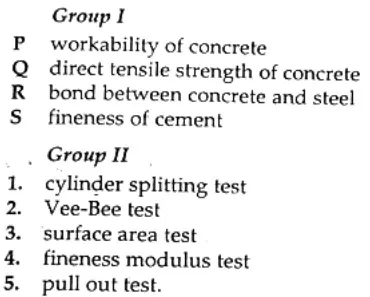 Group I
P workability of concrete
Q direct tensile strength of concrete
R bond between concrete and steel
S fineness of cement
Group II
1. cylinder splitting test
2. Vee-Bee test
3. surface area test
4. fineness modulus test
5. pull out test.